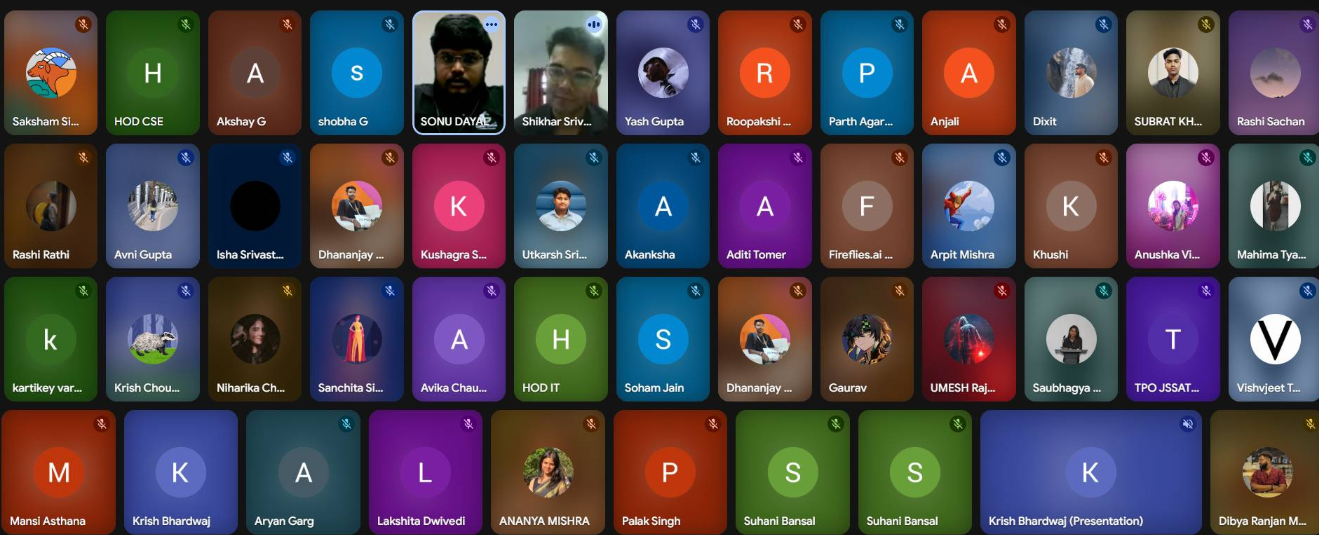 Saksham Si...
H
HOD CSE
A
Akshay G
s
shobha G
SONU DAYAL
Shikhar Sriv...
Yash Gupta
R
Roopakshi ...
P
Parth Agar...
A
Anjali
Dixit
SUBRAT KH...
Rashi Sachan
Rashi Rathi
Avni Gupta
Isha Srivast...
Dhananjay ...
K
Kushagra S...
Utkarsh Sri...
A
Akanksha
A
Aditi Tomer
F
Fireflies.ai ...
Arpit Mishra
K
Khushi
Anushka Vi...
Mahima Tya...
k
kartikey var...
Krish Chou...
Niharika Ch...
Sanchita Si...
A
Avika Chau...
H
HOD IT
S
Soham Jain
Dhananjay ...
Gaurav
UMESH Raj...
Saubhagya ...
T
TPO JSSAT...
V
Vishvjeet T...
M
Mansi Asthana
K
Krish Bhardwaj
A
Aryan Garg
L
Lakshita Dwivedi
ANANYA MISHRA
P
Palak Singh
S
Suhani Bansal
S
Suhani Bansal
K
Krish Bhardwaj (Presentation)
Dibya Ranjan M...